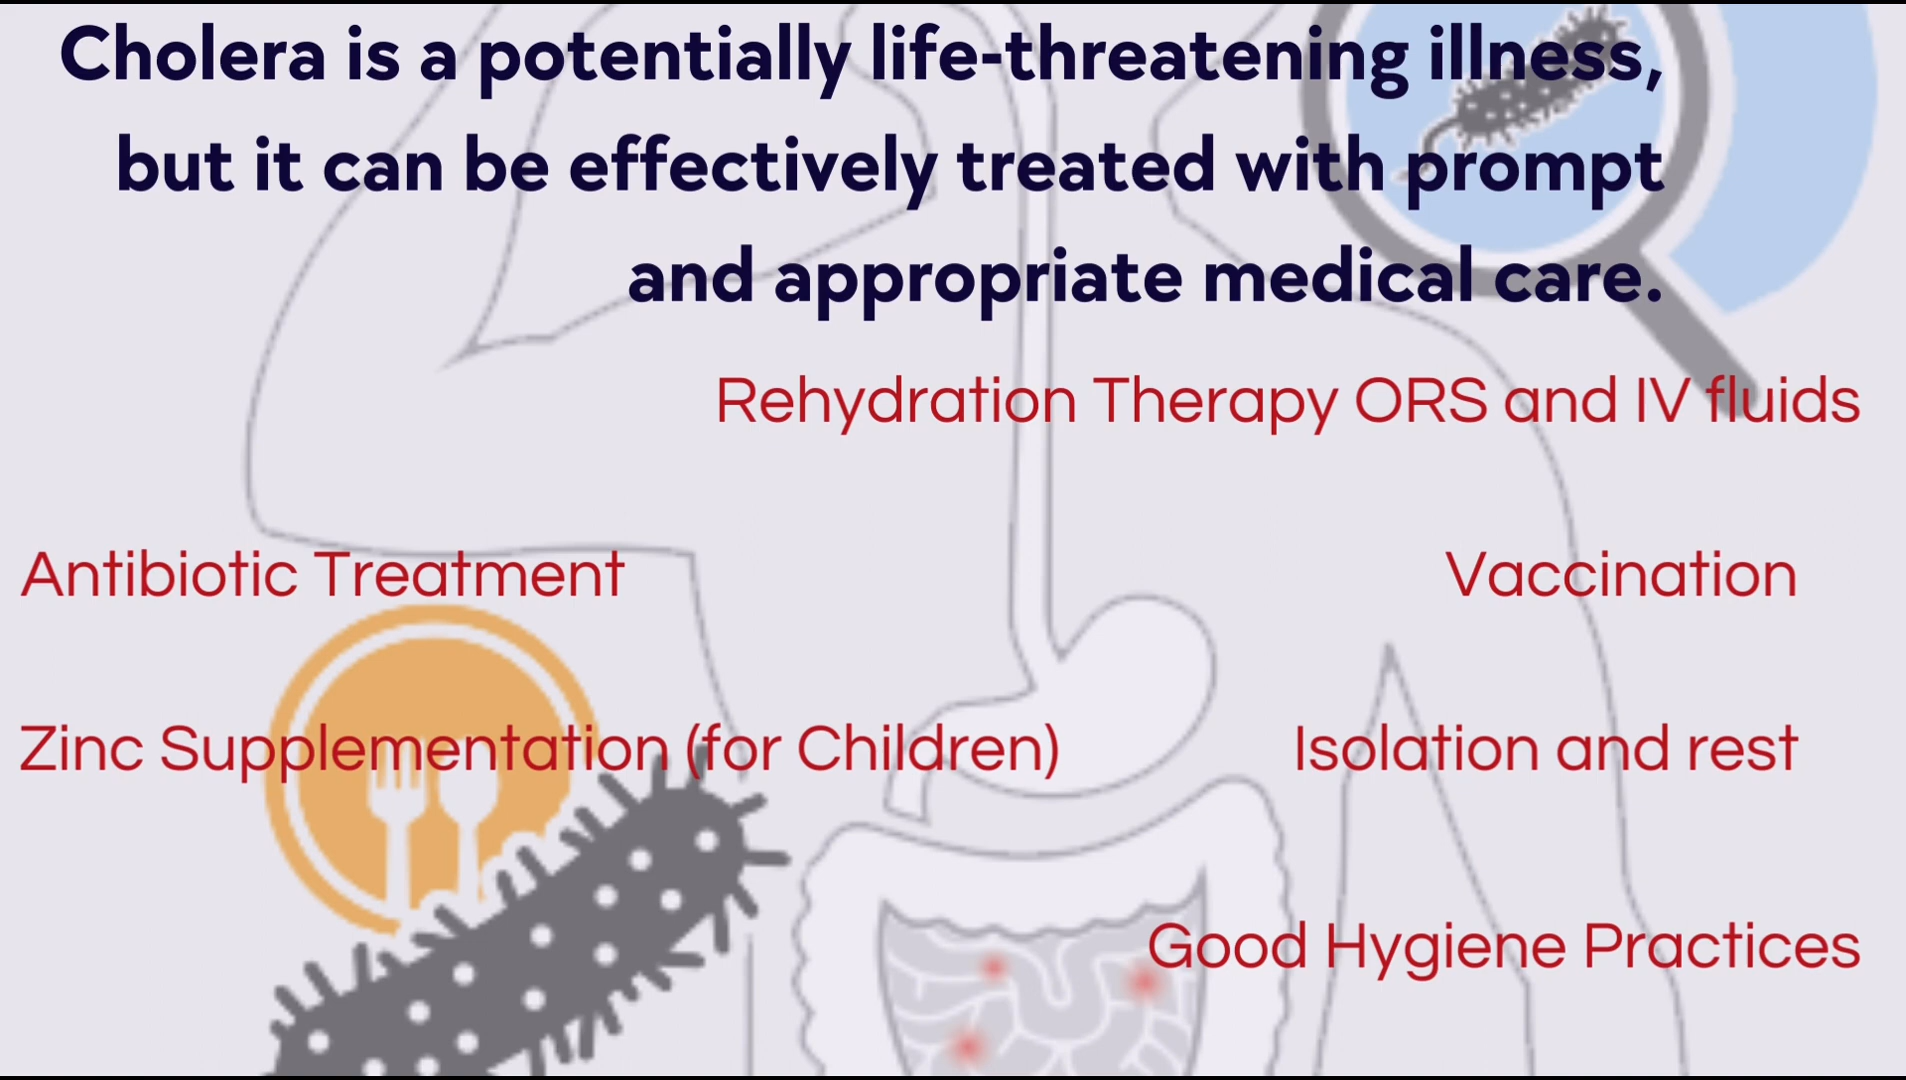 Cholera is a potentially life-threatening illness,
but it can be effectively treated with prompt
and appropriate medical care.
Rehydration Therapy ORS and IV fluids
Antibiotic Treatment
Vaccination
Zinc Supplementation (for Children)
Isolation and rest
Good Hygiene Practices